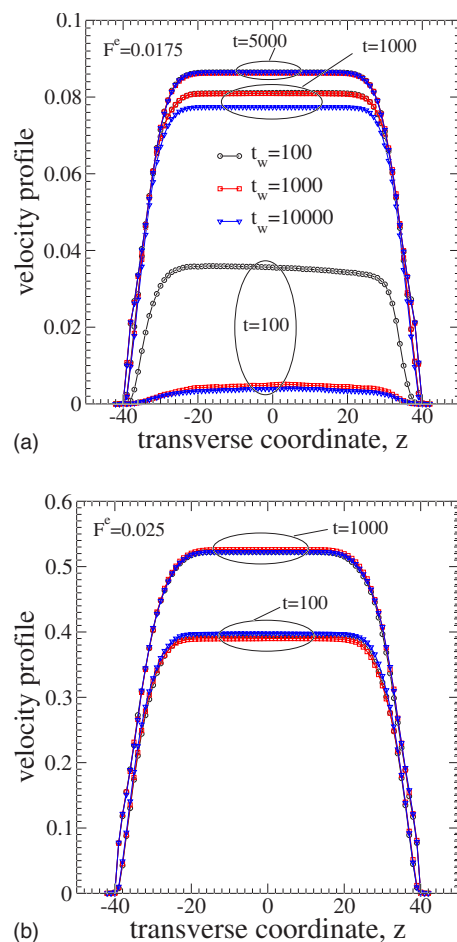 F^e=0.0175
t=5000
t=1000
0.1
0.08
0.06
0.04
0.02
0
velocity profile
t_w=100
t_w=1000
t_w=10000
t=100
-40
-20
0
20
40
(a)
transverse coordinate, z
F^e=0.025
t=1000
t=100
0.6
0.5
0.4
0.3
0.2
0.1
0
velocity profile
-40
-20
0
20
40
(b)
transverse coordinate, z